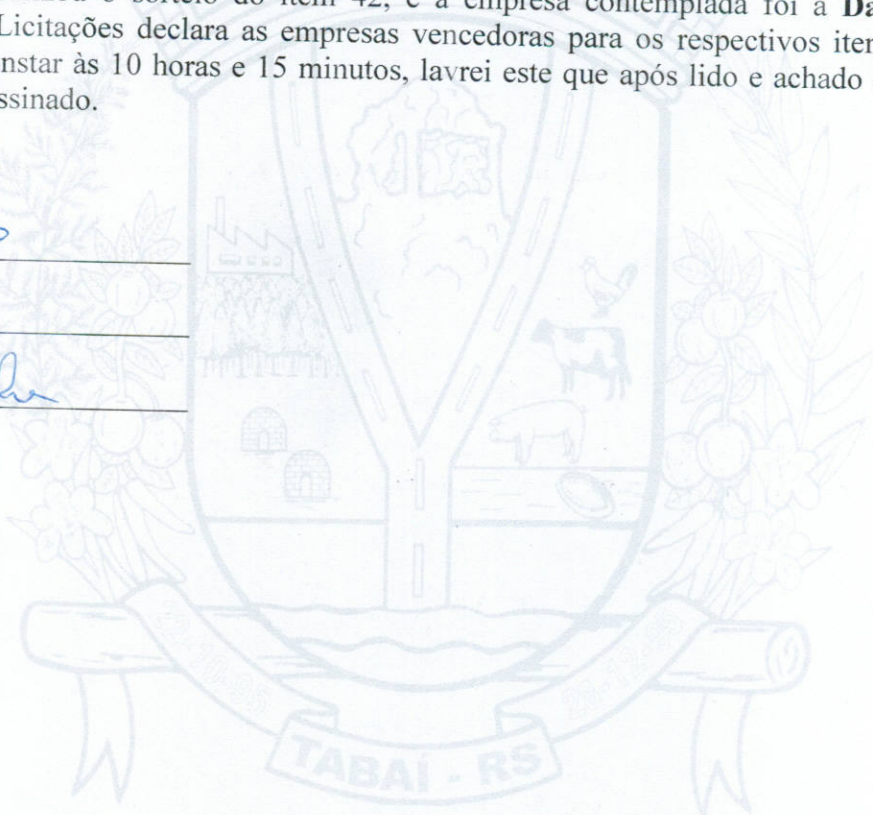 o sorteio do item 42, e a empresa contemplada foi a Da
Licitações declara as empresas vencedoras para os respectivos iter
nstar às 10 horas e 15 minutos, lavrei este que após lido e achado
ssinado.
TABAÍ - RS